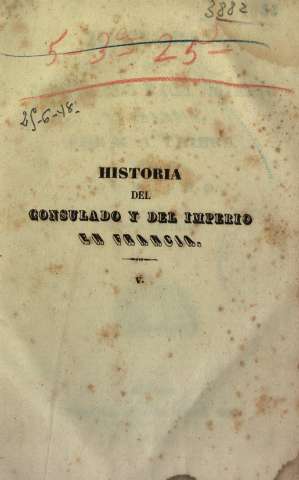 3882
5 3ª 25
25-6-48.
HISTORIA
DEL
CONSULADO Y DEL IMPERIO
EN FRANCIA.
V.